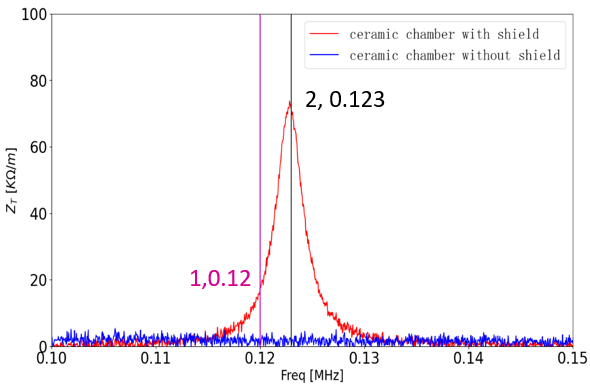 100
80
60
40
20
0
Z_T [KΩ/m]
ceramic chamber with shield
ceramic chamber without shield
2, 0.123
1,0.12
0.10 0.11 0.12 0.13 0.14 0.15
Freq [MHz]